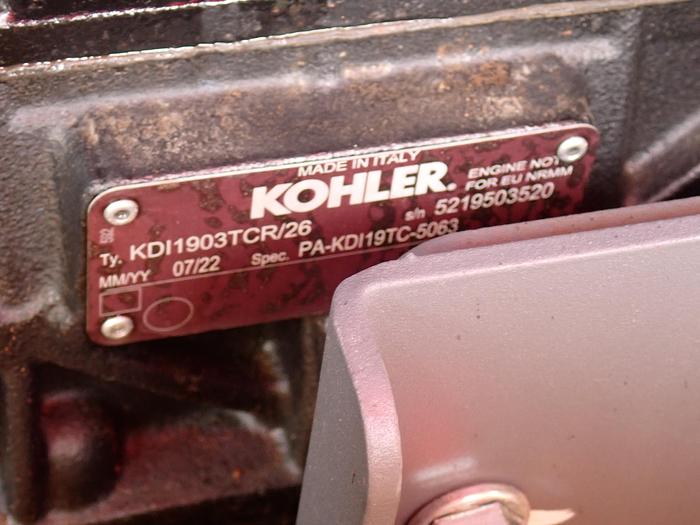 MADE IN ITALY
KOHLER.
ENGINE NOT
FOR EU NRMM
Ty. KDI1903TCR/26
s/n 5219503520
MM/YY 07/22
Spec. PA-KDI19TC-5063